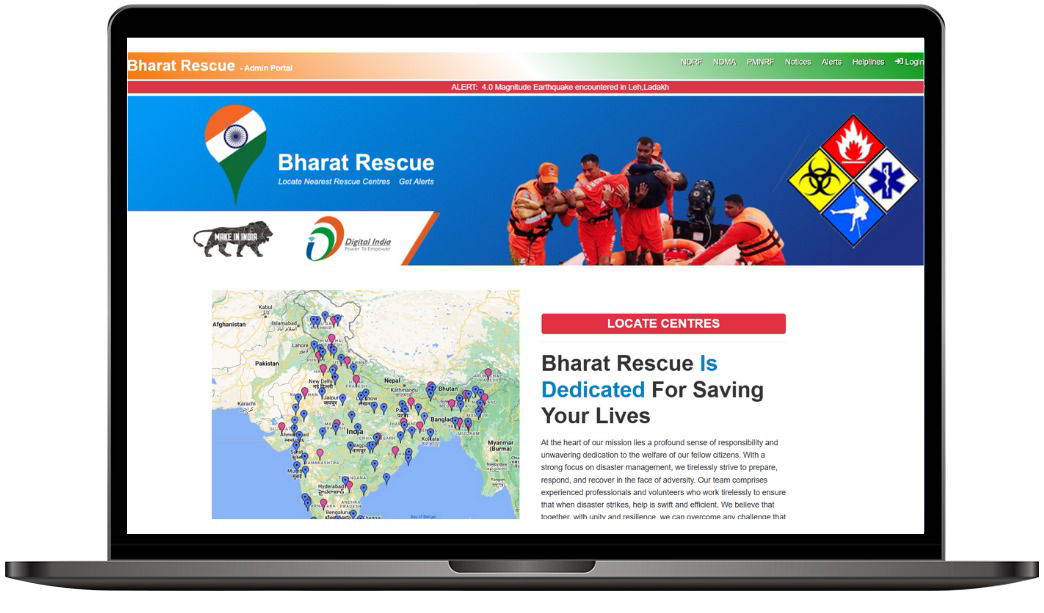 Bharat Rescue - Admin Portal
NDRF NDMA PMNRF Notices Alerts Helplines Login
ALERT: 4.0 Magnitude Earthquake encountered in Leh,Ladakh
Bharat Rescue
Locate Nearest Rescue Centres Get Alerts
MAKE IN INDIA
Digital India
Power To Empower
Kabul
Afghanistan
Islamabad
Lahore
Pakistan
New Delhi
Nepal
Kathmandu
Bhutan
Karachi
Jaipur
जयपुर
India
Kolkata
Myanmar
(Burma)
Hyderabad
Bengaluru
Chennai
Bay of Bengal
LOCATE CENTRES
Bharat Rescue Is
Dedicated For Saving
Your Lives
At the heart of our mission lies a profound sense of responsibility and
unwavering dedication to the welfare of our fellow citizens. With a
strong focus on disaster management, we tirelessly strive to prepare,
respond, and recover in the face of adversity. Our team comprises
experienced professionals and volunteers who work tirelessly to ensure
that when disaster strikes, help is swift and efficient. We believe that
together, with unity and resilience, we can overcome any challenge that